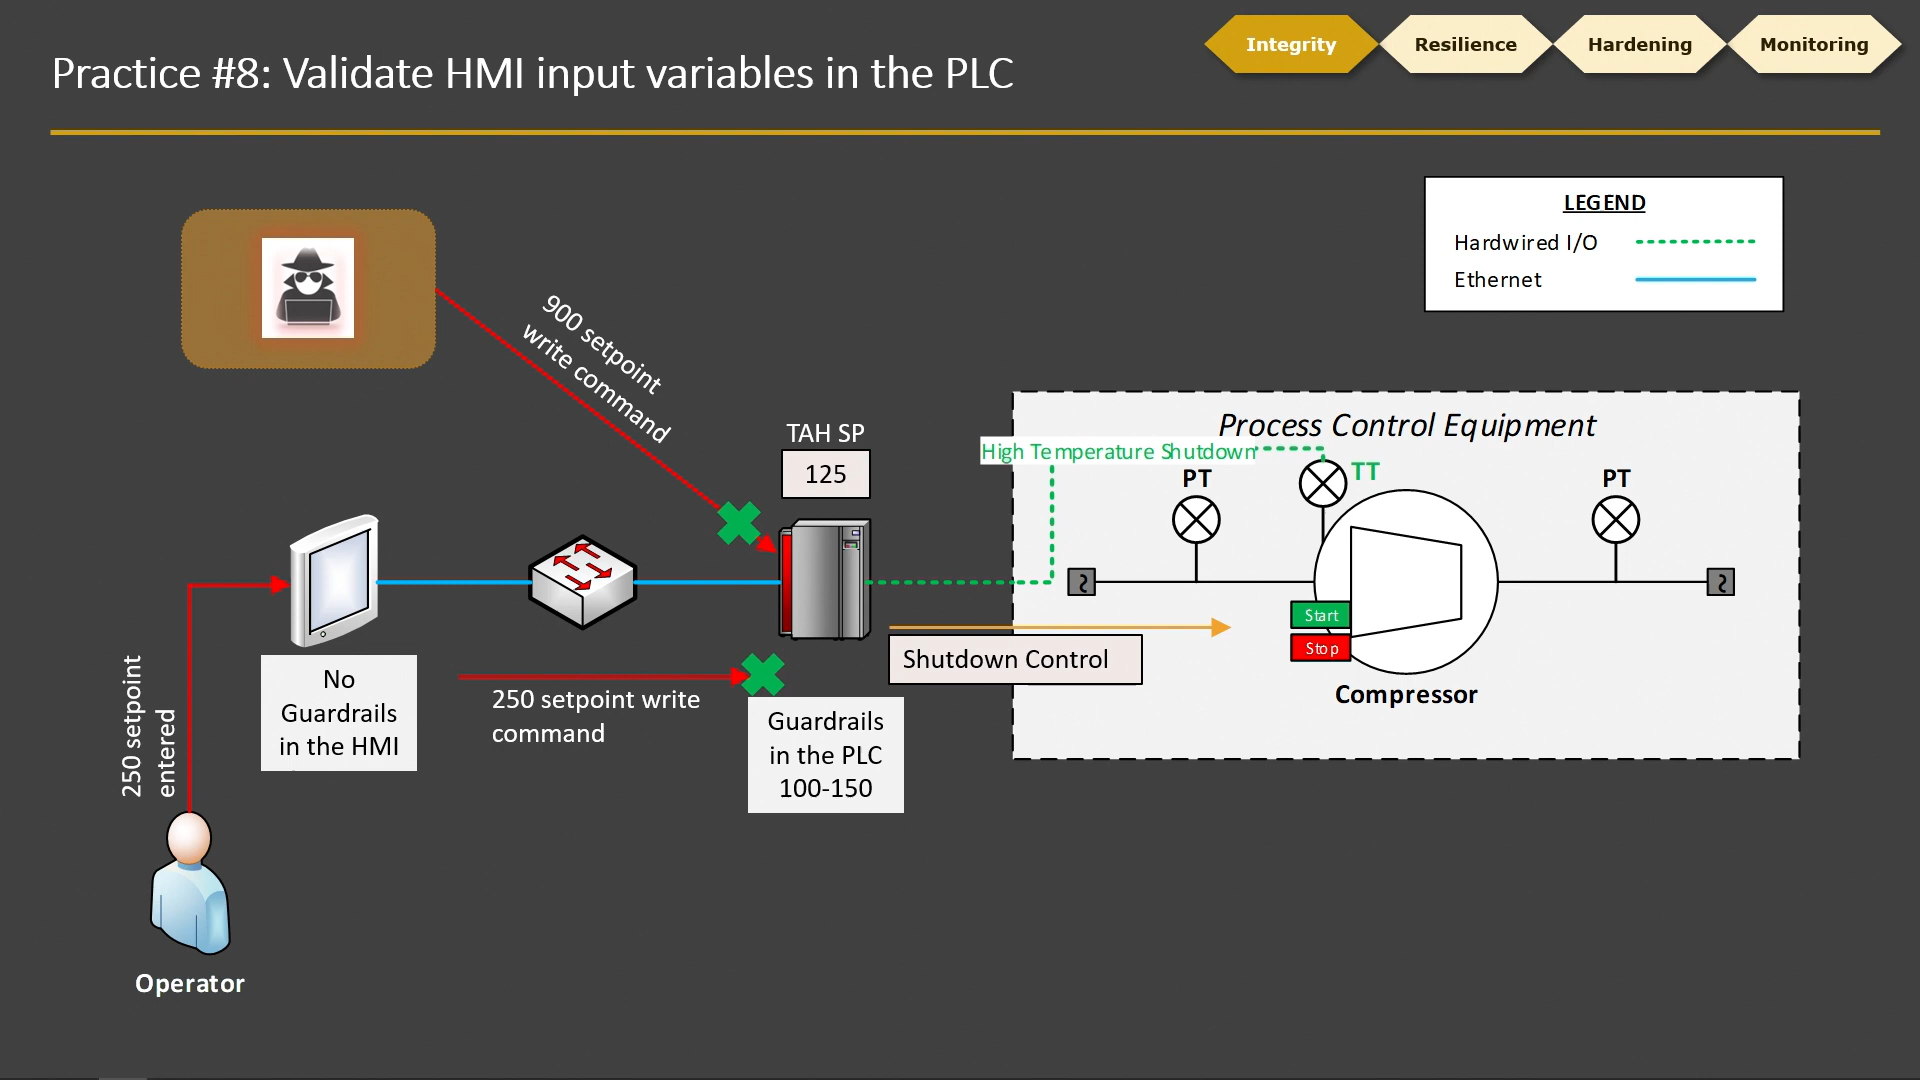 Practice #8: Validate HMI input variables in the PLC
Integrity
Resilience
Hardening
Monitoring
LEGEND
Hardwired I/O
Ethernet
900 setpoint
write command
TAH SP
125
Process Control Equipment
High Temperature Shutdown
TT
PT
PT
Start
Stop
Compressor
Shutdown Control
No
Guardrails
in the HMI
250 setpoint write
command
Guardrails
in the PLC
100-150
250 setpoint
entered
Operator